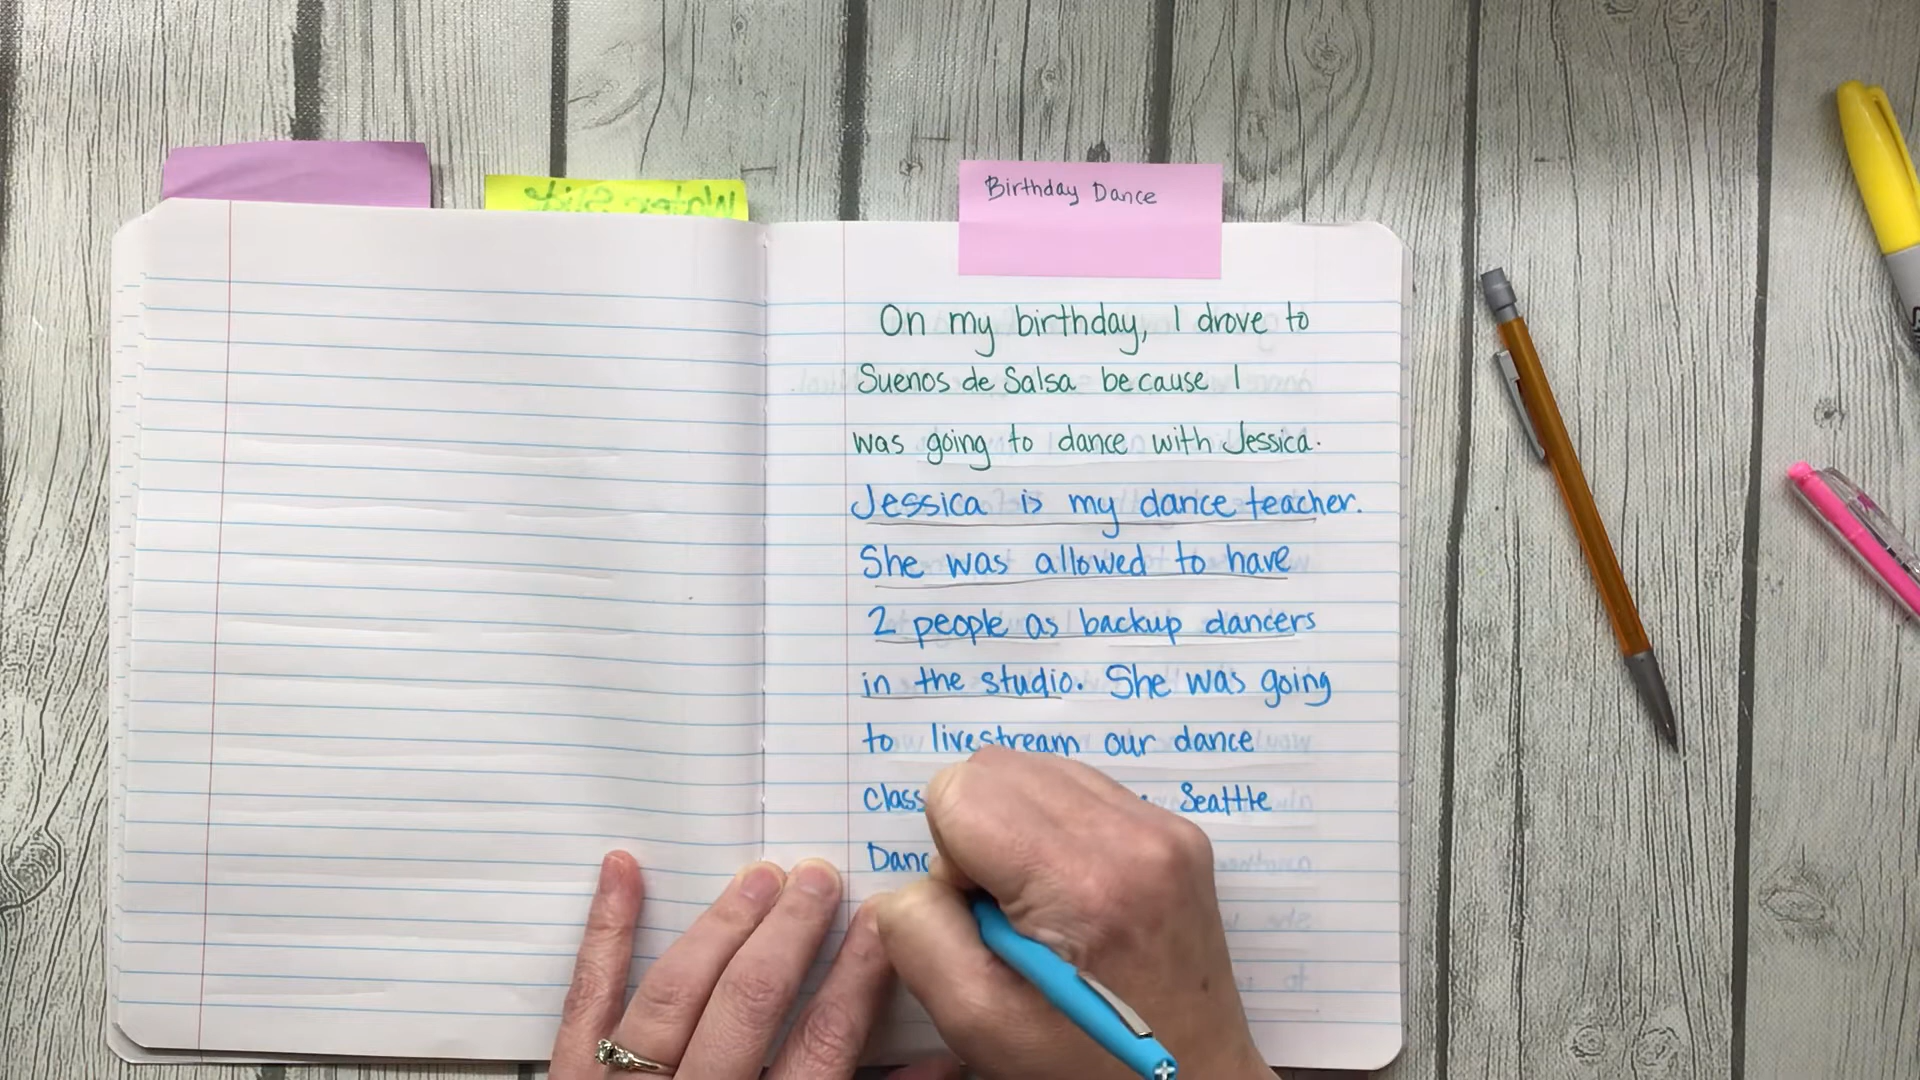 Birthday Dance
On my birthday, I drove to
Suenos de Salsa because I
was going to dance with Jessica.
Jessica is my dance teacher.
She was allowed to have
2 people as backup dancers
in the studio. She was going
to livestream our dance
Seattle